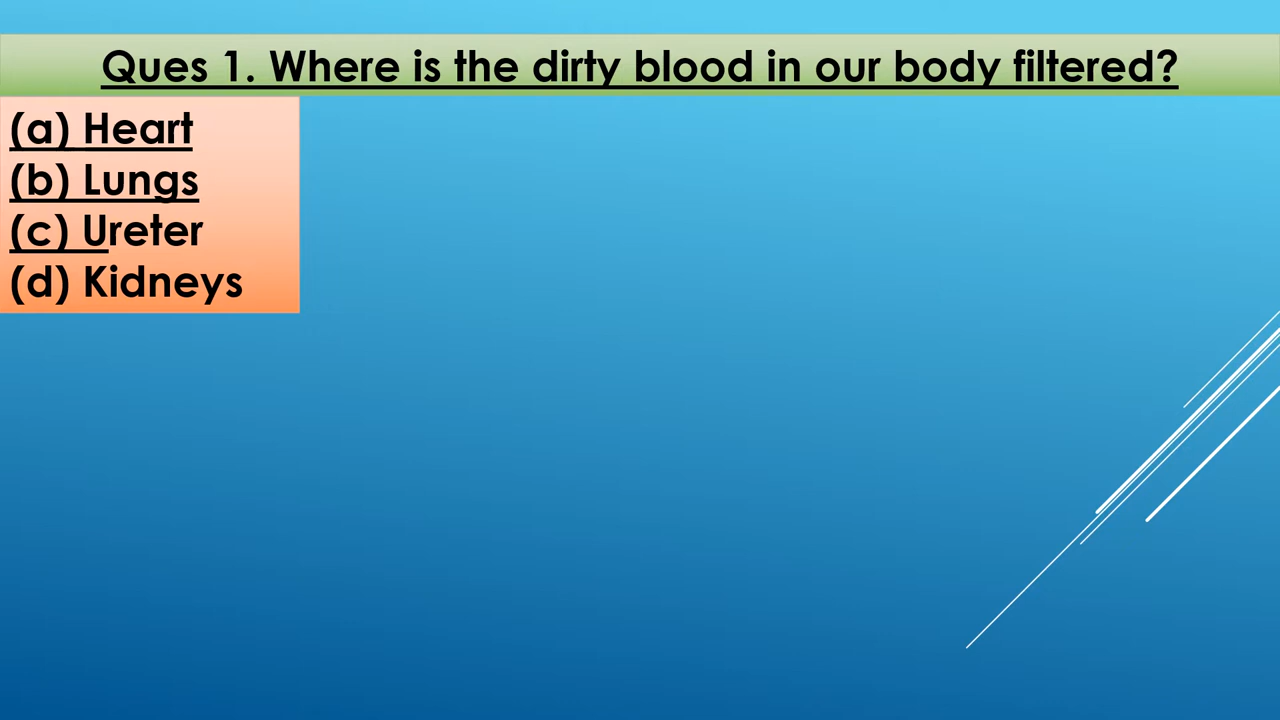 Ques 1. Where is the dirty blood in our body filtered?
(a) Heart
(b) Lungs
(c) Ureter
(d) Kidneys